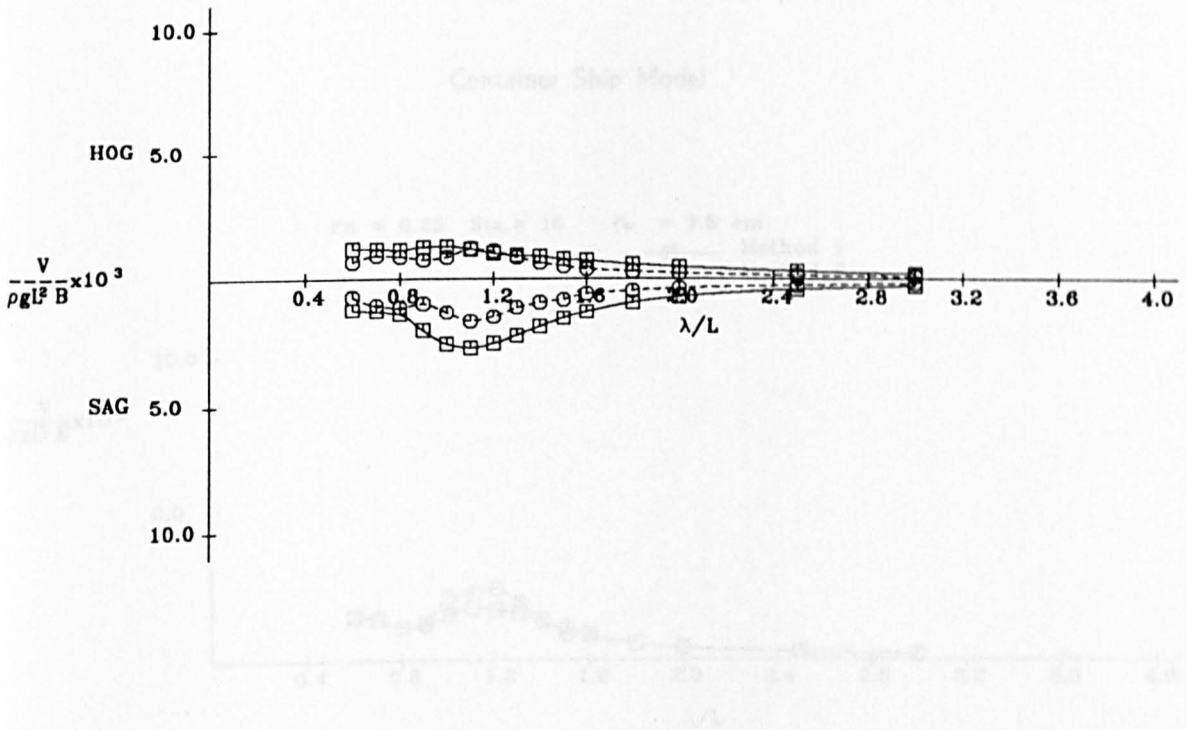 10.0
Container Ship Model
HOG 5.0
V
ρgL² B ×10³
0.4 0.8 1.2 1.6 2.0 2.4 2.8 3.2 3.6 4.0
λ/L
SAG 5.0
10.0